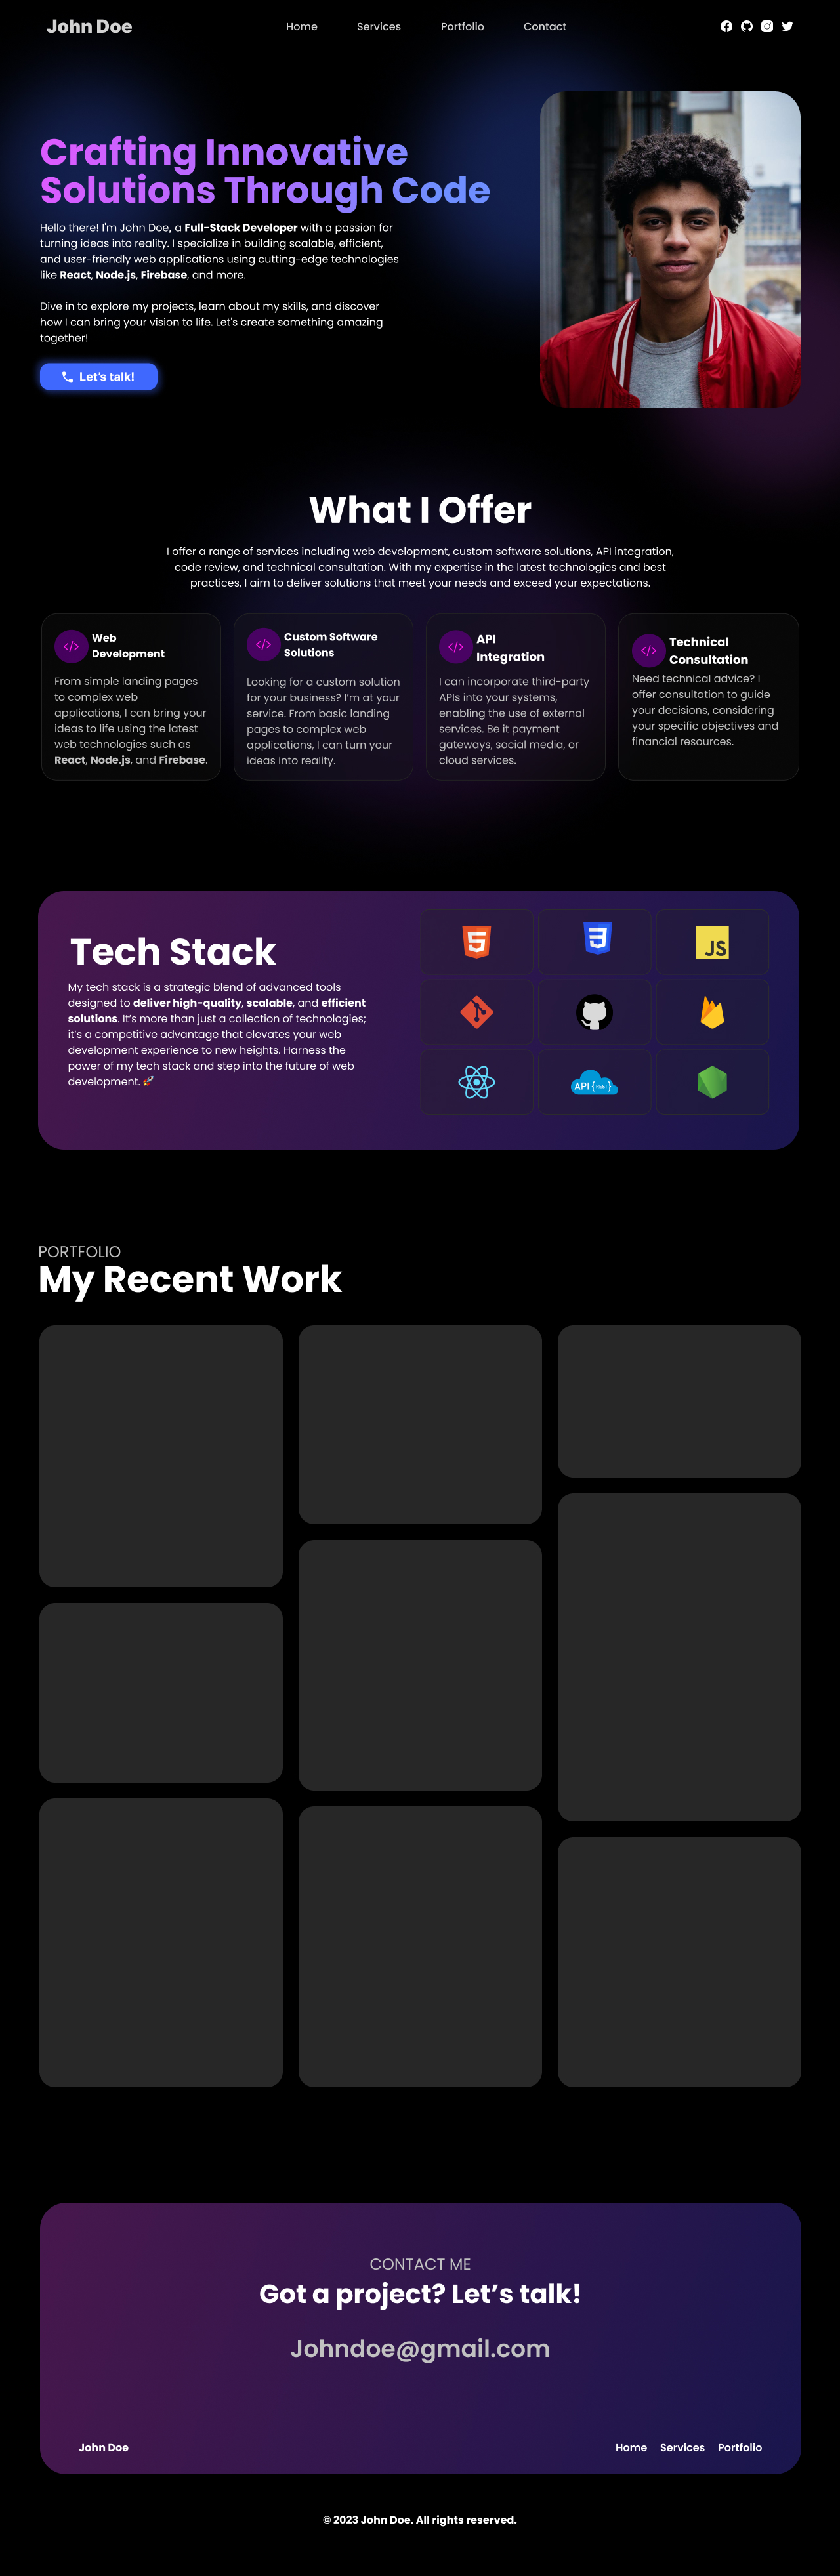 John Doe
Home
Services
Portfolio
Contact
Crafting Innovative
Solutions Through Code
Hello there! I'm John Doe, a Full-Stack Developer with a passion for
turning ideas into reality. I specialize in building scalable, efficient,
and user-friendly web applications using cutting-edge technologies
like React, Node.js, Firebase, and more.
Dive in to explore my projects, learn about my skills, and discover
how I can bring your vision to life. Let's create something amazing
together!
Let's talk!
What I Offer
I offer a range of services including web development, custom software solutions, API integration,
code review, and technical consultation. With my expertise in the latest technologies and best
practices, I aim to deliver solutions that meet your needs and exceed your expectations.
Web
Development
From simple landing pages
to complex web
applications, I can bring your
ideas to life using the latest
web technologies such as
React, Node.js, and Firebase.
Custom Software
Solutions
Looking for a custom solution
for your business? I'm at your
service. From basic landing
pages to complex web
applications, I can turn your
ideas into reality.
API
Integration
I can incorporate third-party
APIs into your systems,
enabling the use of external
services. Be it payment
gateways, social media, or
cloud services.
Technical
Consultation
Need technical advice? I
offer consultation to guide
your decisions, considering
your specific objectives and
financial resources.
Tech Stack
My tech stack is a strategic blend of advanced tools
designed to deliver high-quality, scalable, and efficient
solutions. It's more than just a collection of technologies;
it's a competitive advantage that elevates your web
development experience to new heights. Harness the
power of my tech stack and step into the future of web
development. 🚀
5
3
JS
API {REST}
PORTFOLIO
My Recent Work
CONTACT ME
Got a project? Let's talk!
Johndoe@gmail.com
John Doe
Home
Services
Portfolio
© 2023 John Doe. All rights reserved.